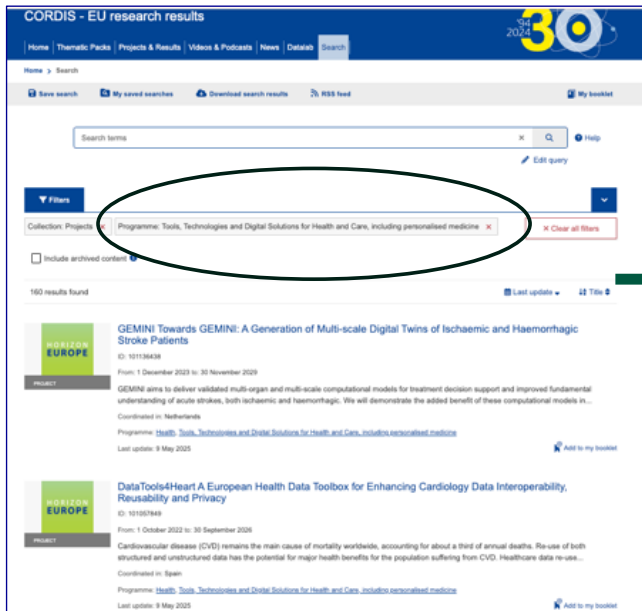 CORDIS - EU research results
'94 2024 30
Home Thematic Packs Projects & Results Videos & Podcasts News Datalab Search
Home > Search
Save search My saved searches Download search results RSS feed My booklet
Search terms × Help
Edit query
Filters
Collection: Projects × Programme: Tools, Technologies and Digital Solutions for Health and Care, including personalised medicine × × Clear all filters
Include archived content
160 results found Last update Title
GEMINI Towards GEMINI: A Generation of Multi-scale Digital Twins of Ischaemic and Haemorrhagic
Stroke Patients
HORIZON
EUROPE
ID: 101136438
From: 1 December 2023 to: 30 November 2029
PROJECT
GEMINI aims to deliver validated multi-organ and multi-scale computational models for treatment decision support and improved fundamental
understanding of acute strokes, both ischaemic and haemorrhagic. We will demonstrate the added benefit of these computational models in...
Coordinated in: Netherlands
Programme: Health, Tools, Technologies and Digital Solutions for Health and Care, including personalised medicine
Last update: 9 May 2025 Add to my booklet
DataTools4Heart A European Health Data Toolbox for Enhancing Cardiology Data Interoperability,
Reusability and Privacy
HORIZON
EUROPE
ID: 101057849
From: 1 October 2022 to: 30 September 2026
PROJECT
Cardiovascular disease (CVD) remains the main cause of mortality worldwide, accounting for about a third of annual deaths. Re-use of both
structured and unstructured data has the potential for major health benefits for the population suffering from CVD. Healthcare data re-use...
Coordinated in: Spain
Programme: Health, Tools, Technologies and Digital Solutions for Health and Care, including personalised medicine
Last update: 9 May 2025 Add to my booklet